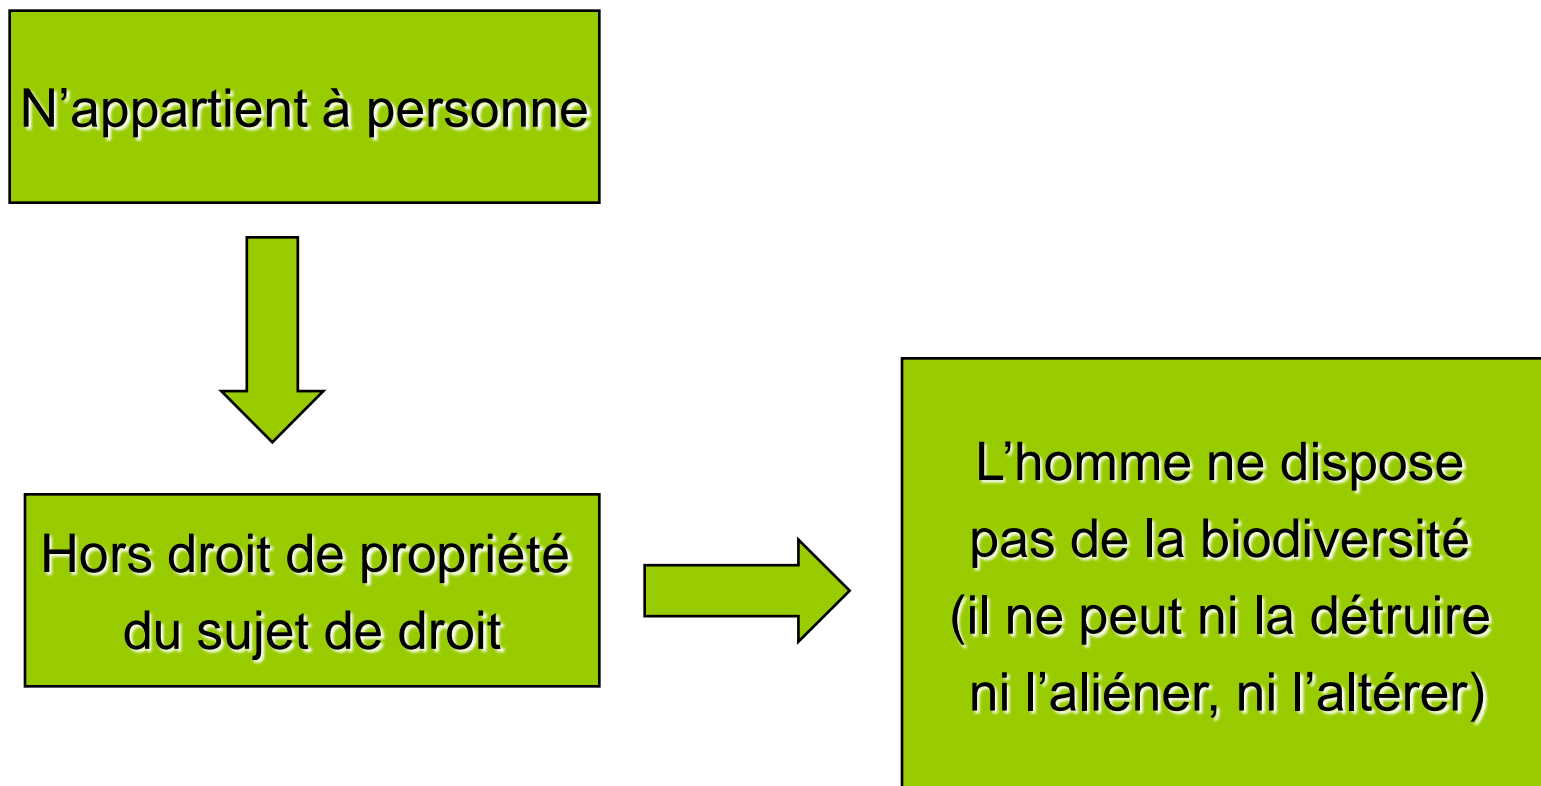 N’appartient à personne
Hors droit de propriété
du sujet de droit
L’homme ne dispose
pas de la biodiversité
(il ne peut ni la détruire
ni l’aliéner, ni l’altérer)